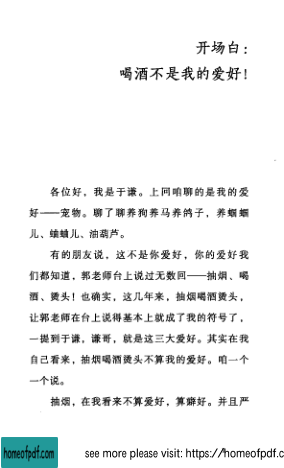 开场白：
喝酒不是我的爱好！
各位好，我是于谦。上回咱聊的是我的爱
好——宠物。聊了聊养狗养马养鸽子，养蝈蝈
儿、蛐蛐儿、油葫芦。
有的朋友说，这不是你爱好，你的爱好我
们都知道，郭老师台上说过无数回——抽烟、喝
酒、烫头！也确实，这几年来，抽烟喝酒烫头，
让郭老师在台上说得基本上就成了我的符号了，
一提到于谦，谦哥，就是这三大爱好。其实在我
自己看来，抽烟喝酒烫头不算我的爱好。咱一个
一个说。
抽烟，在我看来不算爱好，算癖好。并且严
homeofpdf.com
see more please visit: https://homeofpdf.com